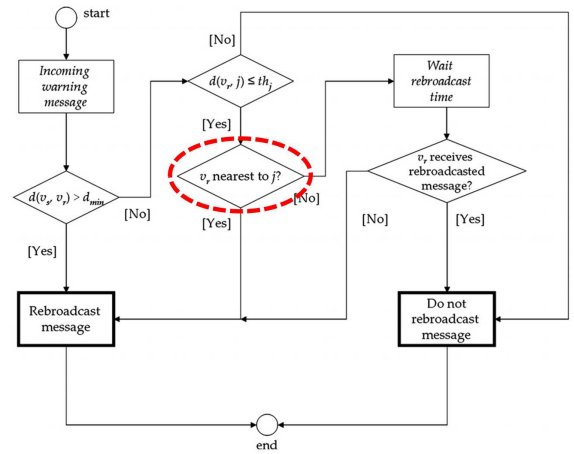 start
Incoming
warning
message
d(vₛ, vᵣ) > dₘᵢₙ
[No]
[Yes]
[No]
d(vᵣ, j) ≤ thⱼ
[Yes]
vᵣ nearest to j?
[No]
[Yes]
Wait
rebroadcast
time
vᵣ receives
rebroadcasted
message?
[No]
[Yes]
Rebroadcast
message
Do not
rebroadcast
message
end